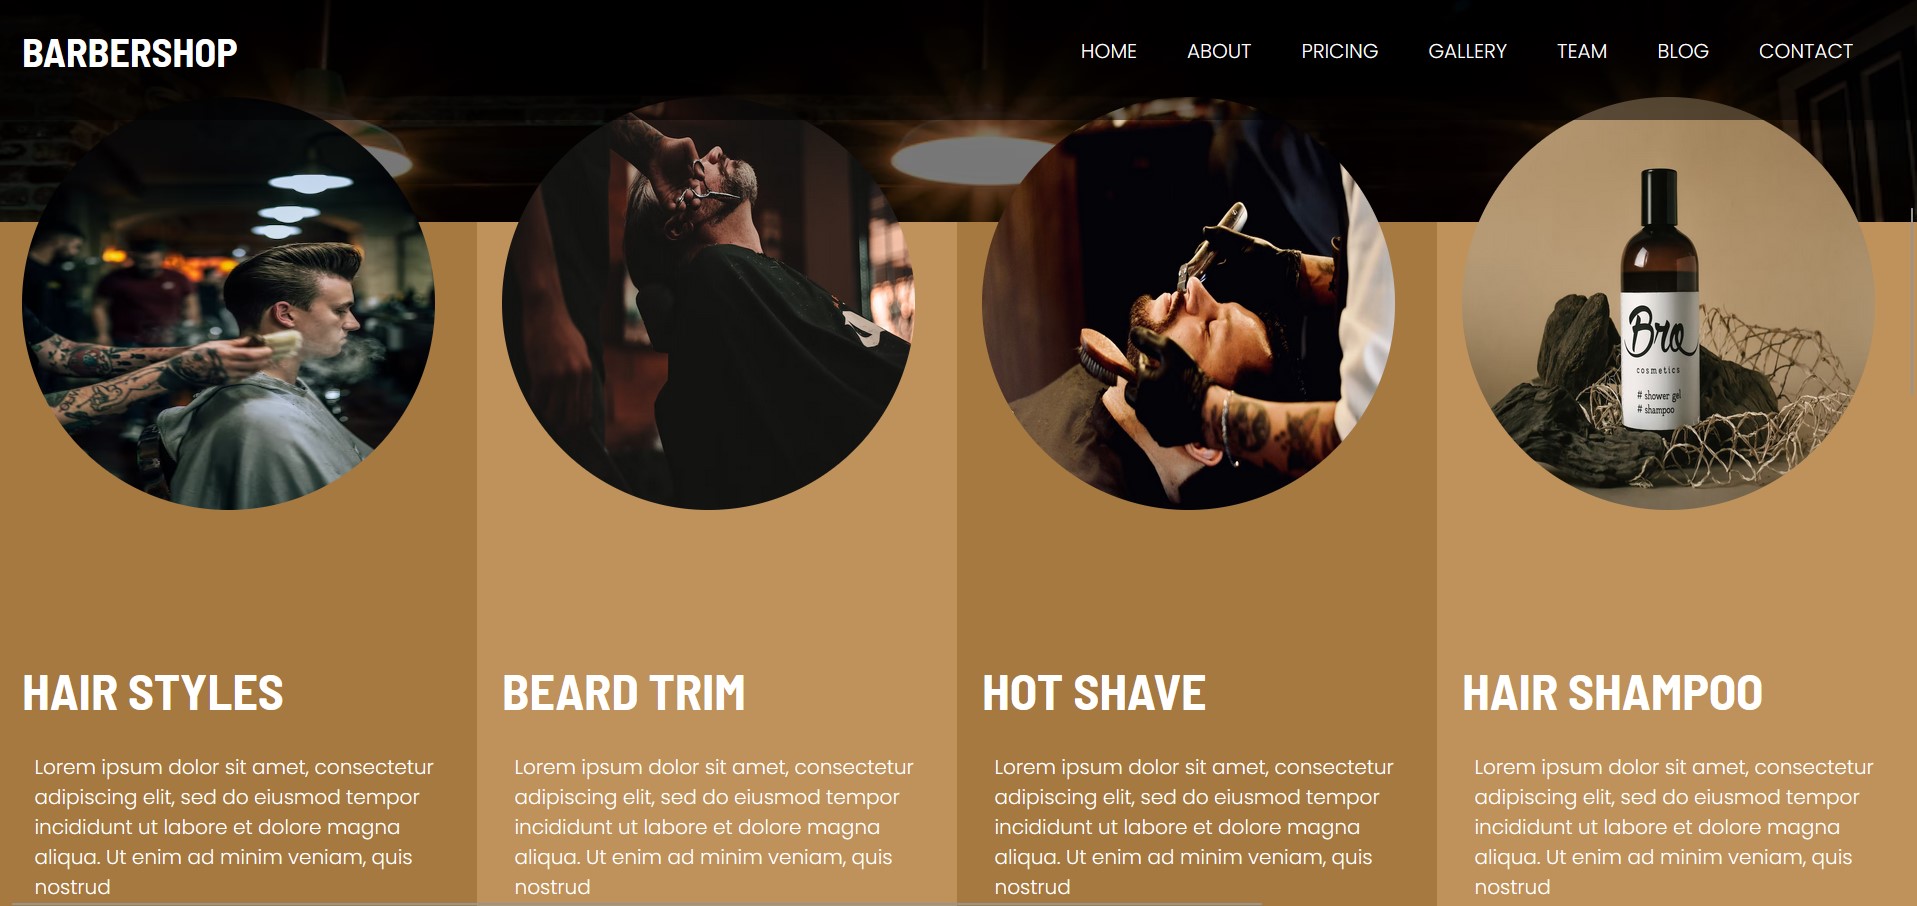 BARBERSHOP
HOME ABOUT PRICING GALLERY TEAM BLOG CONTACT
Bro
cosmetics
# shower gel
# shampoo
HAIR STYLES
Lorem ipsum dolor sit amet, consectetur
adipiscing elit, sed do eiusmod tempor
incididunt ut labore et dolore magna
aliqua. Ut enim ad minim veniam, quis
nostrud
BEARD TRIM
Lorem ipsum dolor sit amet, consectetur
adipiscing elit, sed do eiusmod tempor
incididunt ut labore et dolore magna
aliqua. Ut enim ad minim veniam, quis
nostrud
HOT SHAVE
Lorem ipsum dolor sit amet, consectetur
adipiscing elit, sed do eiusmod tempor
incididunt ut labore et dolore magna
aliqua. Ut enim ad minim veniam, quis
nostrud
HAIR SHAMPOO
Lorem ipsum dolor sit amet, consectetur
adipiscing elit, sed do eiusmod tempor
incididunt ut labore et dolore magna
aliqua. Ut enim ad minim veniam, quis
nostrud